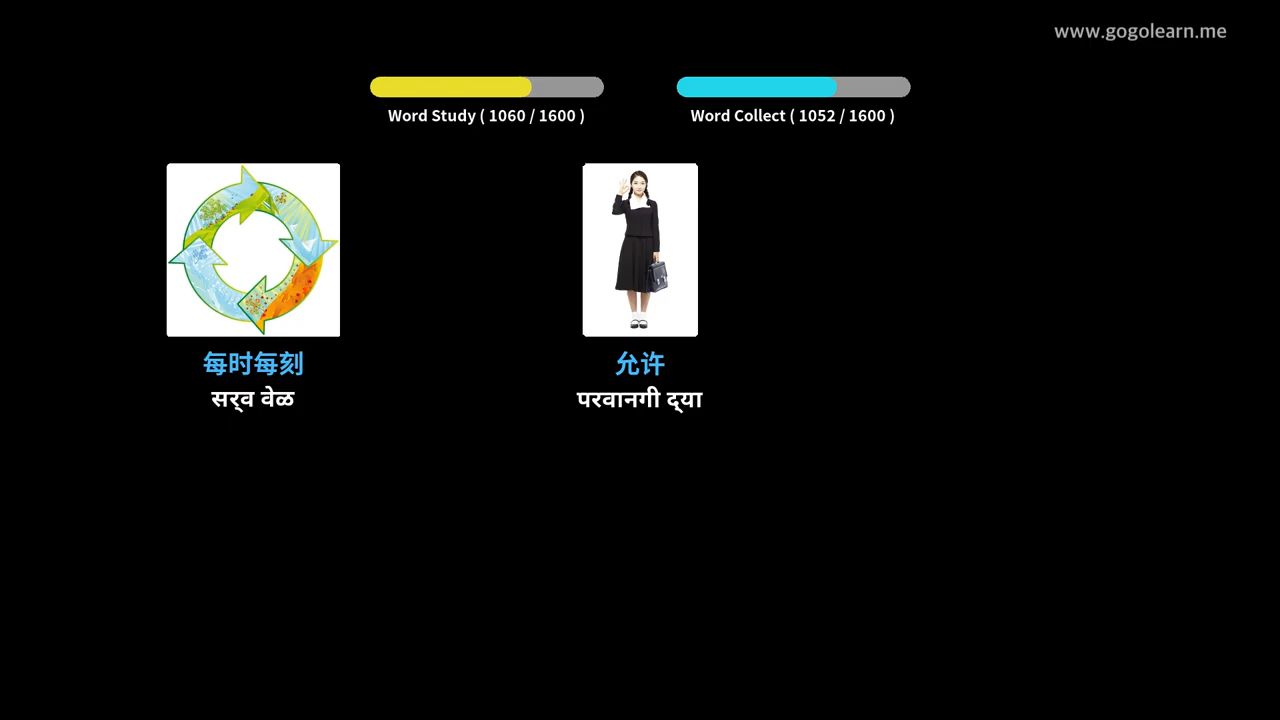 www.gogolearn.me
Word Study ( 1060 / 1600 )
Word Collect ( 1052 / 1600 )
每时每刻
सर्‍व वेळ
允许
परवानगी द्‍या